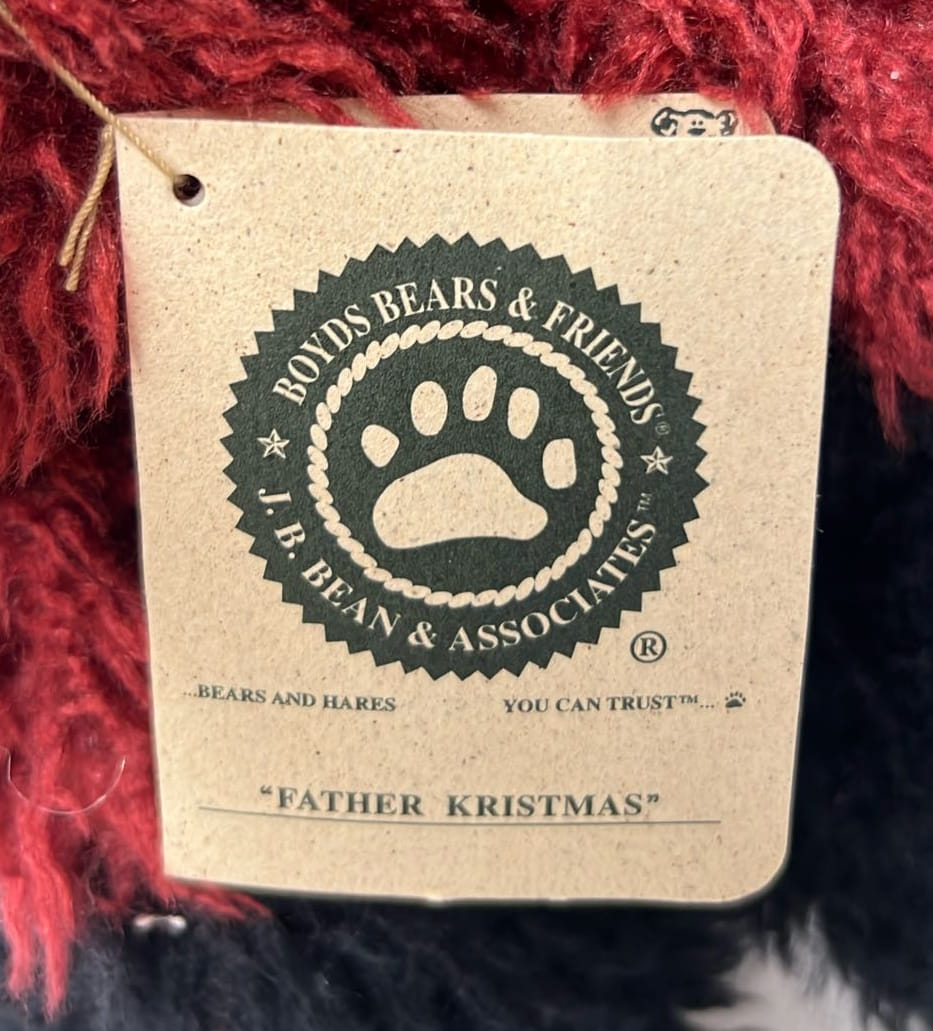 BOYDS BEARS & FRIENDS®
J. B. BEAN & ASSOCIATES™
®
...BEARS AND HARES YOU CAN TRUST™...
“FATHER KRISTMAS”